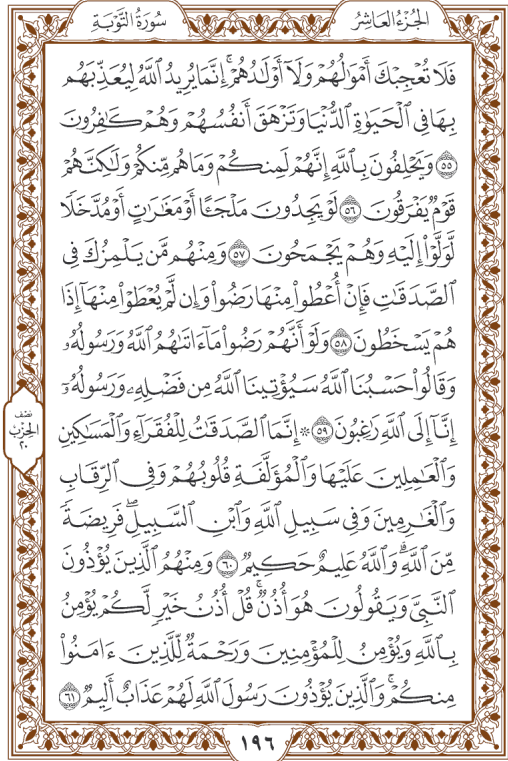 الجزء العاشر
سورة التوبة
فَلَا تُعْجِبْكَ أَمْوَٰلُهُمْ وَلَآ أَوْلَٰدُهُمْ ۚ إِنَّمَا يُرِيدُ ٱللَّهُ لِيُعَذِّبَهُم
بِهَا فِى ٱلْحَيَوٰةِ ٱلدُّنْيَا وَتَزْهَقَ أَنفُسُهُمْ وَهُمْ كَٰفِرُونَ
٥٥ وَيَحْلِفُونَ بِٱللَّهِ إِنَّهُمْ لَمِنكُمْ وَمَا هُم مِّنكُمْ وَلَٰكِنَّهُمْ
قَوْمٌ يَفْرَقُونَ ٥٦ لَوْ يَجِدُونَ مَلْجَـًٔا أَوْ مَغَٰرَٰتٍ أَوْ مُدَّخَلًا
لَّوَلَّوْا۟ إِلَيْهِ وَهُمْ يَجْمَحُونَ ٥٧ وَمِنْهُم مَّن يَلْمِزُكَ فِى
ٱلصَّدَقَٰتِ فَإِنْ أُعْطُوا۟ مِنْهَا رَضُوا۟ وَإِن لَّمْ يُعْطَوْا۟ مِنْهَآ إِذَا
هُمْ يَسْخَطُونَ ٥٨ وَلَوْ أَنَّهُمْ رَضُوا۟ مَآ ءَاتَىٰهُمُ ٱللَّهُ وَرَسُولُهُۥ
وَقَالُوا۟ حَسْبُنَا ٱللَّهُ سَيُؤْتِينَا ٱللَّهُ مِن فَضْلِهِۦ وَرَسُولُهُۥٓ
إِنَّآ إِلَى ٱللَّهِ رَٰغِبُونَ ٥٩ ۞ إِنَّمَا ٱلصَّدَقَٰتُ لِلْفُقَرَآءِ وَٱلْمَسَٰكِينِ
وَٱلْعَٰمِلِينَ عَلَيْهَا وَٱلْمُؤَلَّفَةِ قُلُوبُهُمْ وَفِى ٱلرِّقَابِ
وَٱلْغَٰرِمِينَ وَفِى سَبِيلِ ٱللَّهِ وَٱبْنِ ٱلسَّبِيلِ ۖ فَرِيضَةً
مِّنَ ٱللَّهِ ۗ وَٱللَّهُ عَلِيمٌ حَكِيمٌ ٦٠ وَمِنْهُمُ ٱلَّذِينَ يُؤْذُونَ
ٱلنَّبِىَّ وَيَقُولُونَ هُوَ أُذُنٌ ۚ قُلْ أُذُنُ خَيْرٍ لَّكُمْ يُؤْمِنُ
بِٱللَّهِ وَيُؤْمِنُ لِلْمُؤْمِنِينَ وَرَحْمَةٌ لِّلَّذِينَ ءَامَنُوا۟
مِنكُمْ ۚ وَٱلَّذِينَ يُؤْذُونَ رَسُولَ ٱللَّهِ لَهُمْ عَذَابٌ أَلِيمٌ ٦١
نصف
الحزب
٢٠
١٩٦